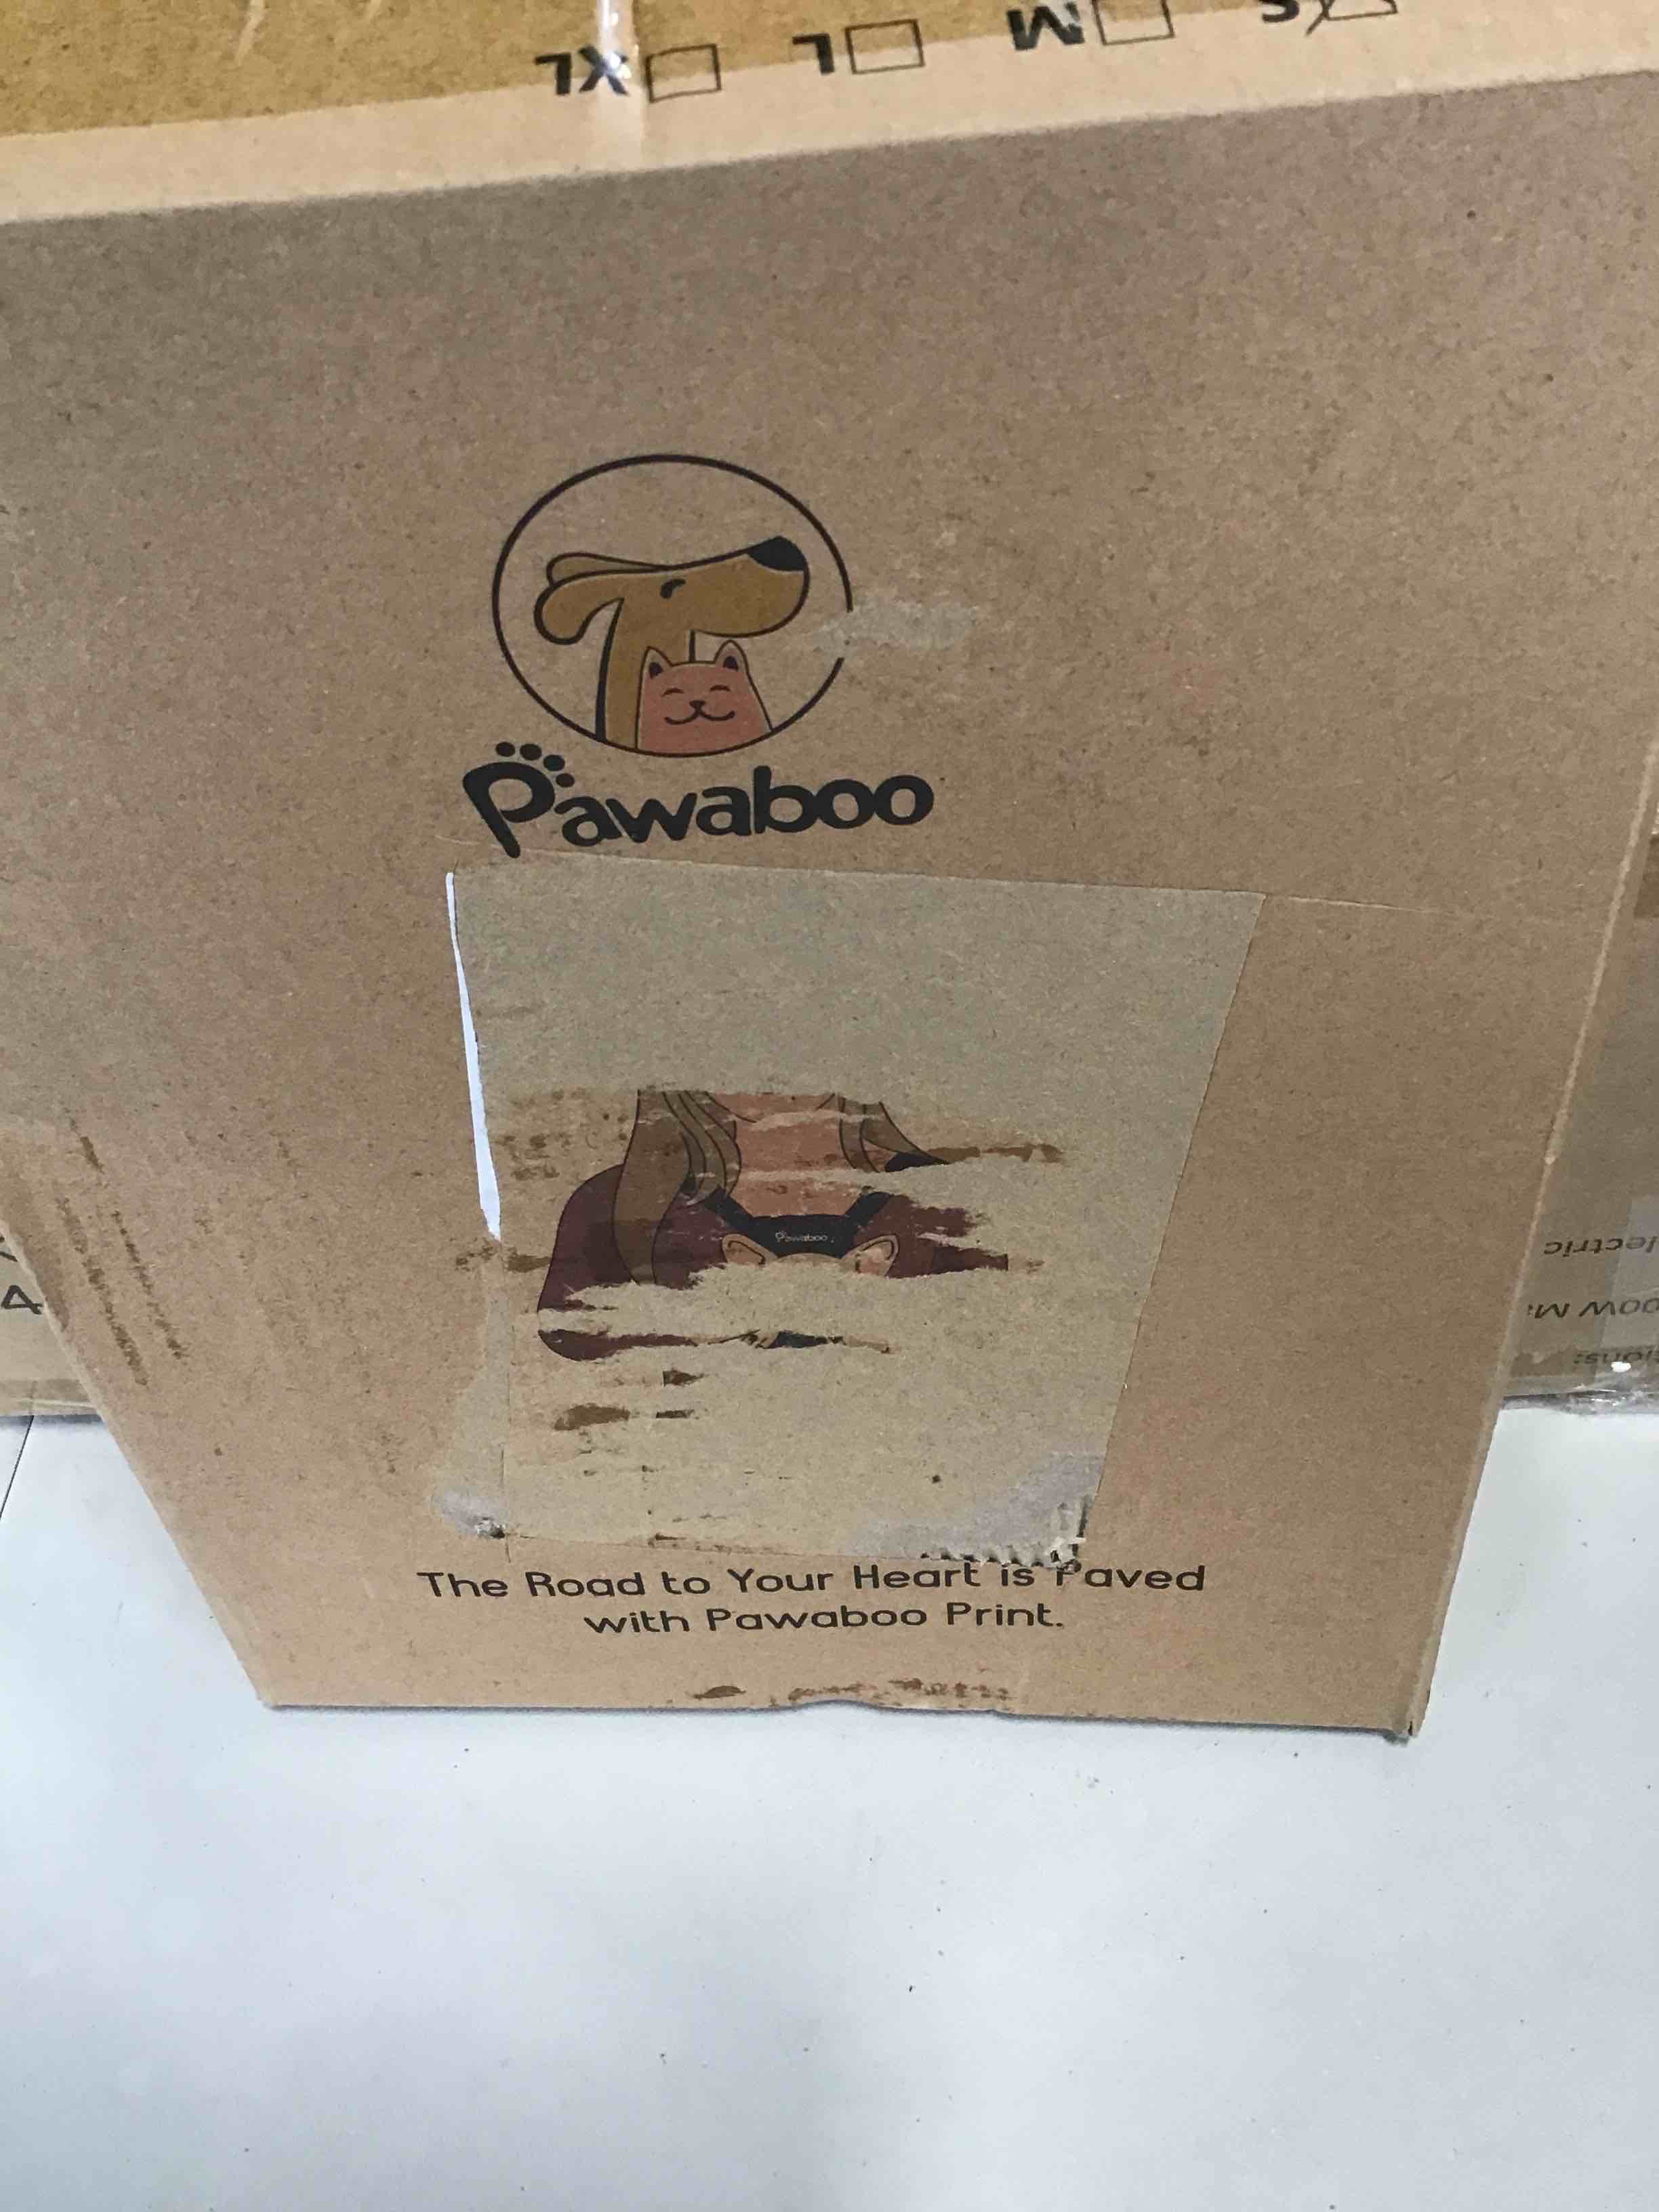 XL L M S
Pawaboo
Pawaboo
The Road to Your Heart is Paved
with Pawaboo Print.